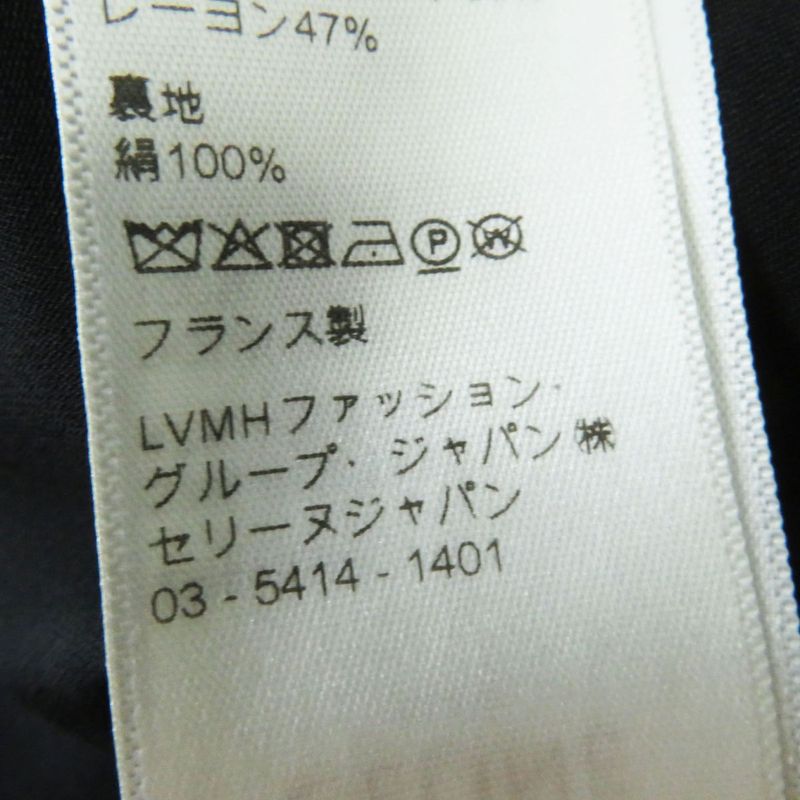 レーヨン47%
裏地
絹100%
P W
フランス製
LVMHファッション・
グループ・ジャパン㈱
セリーヌジャパン
03 - 5414 - 1401